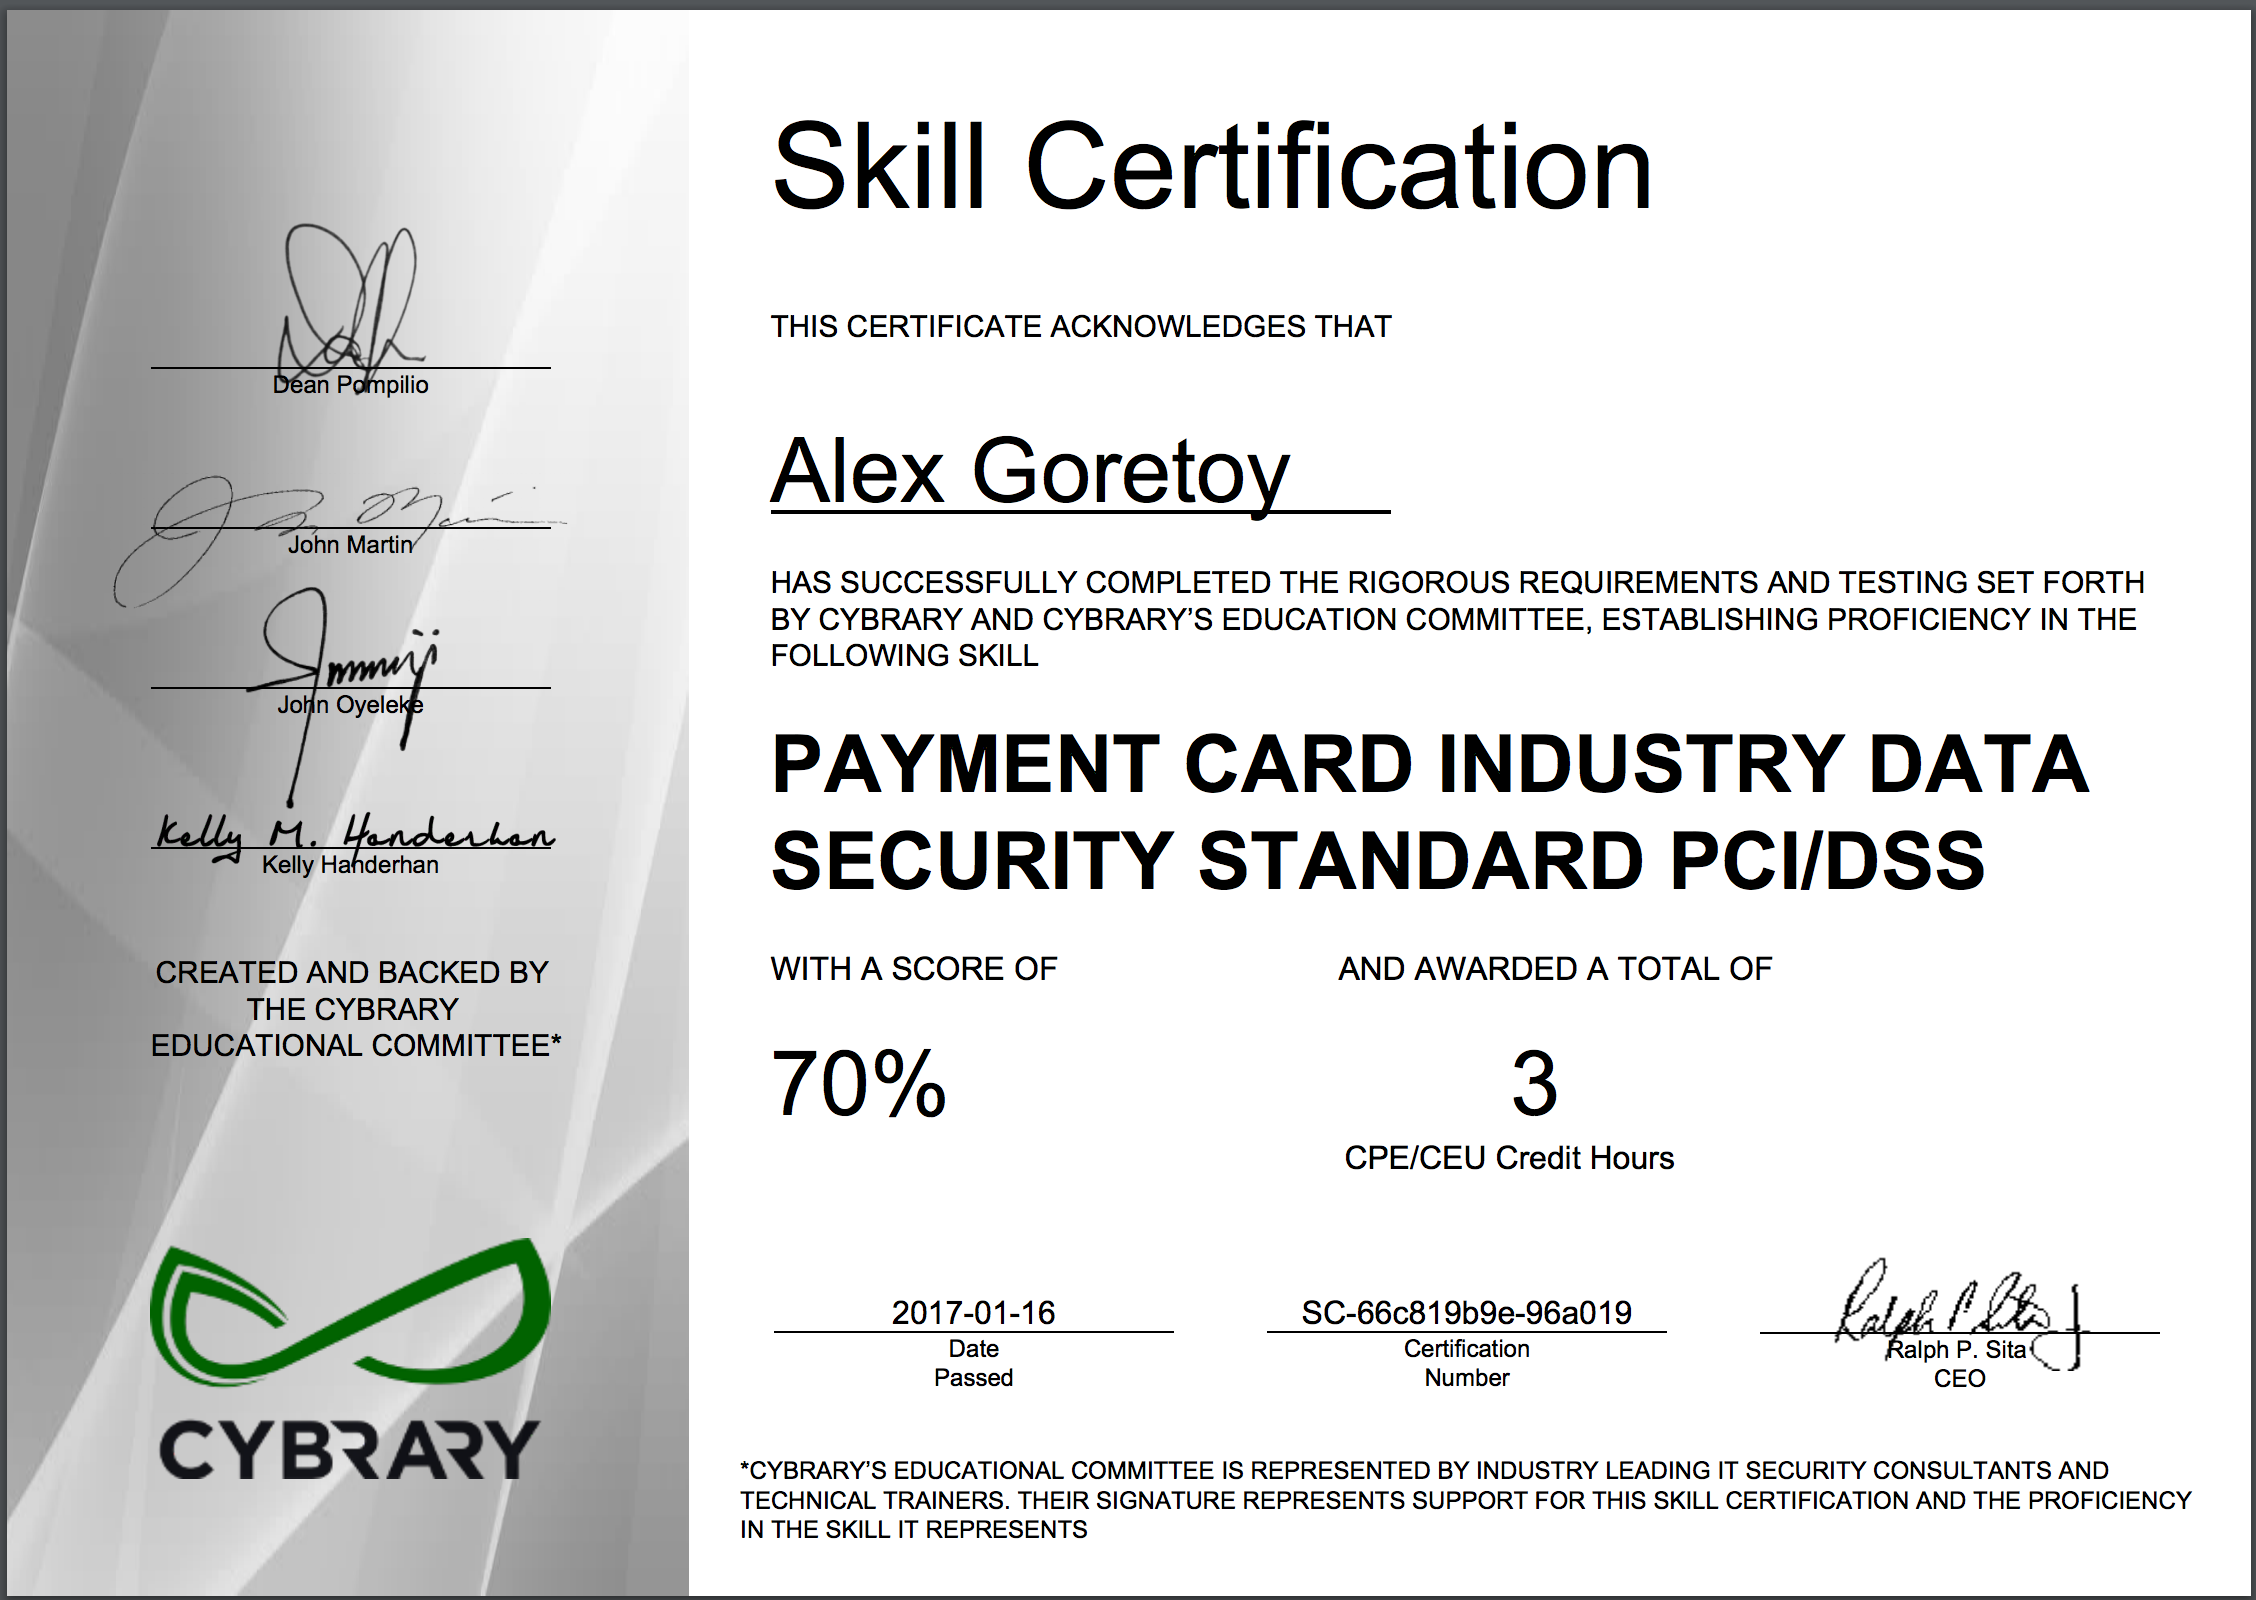 Dean Pompilio
John Martin
John Oyeleke
Kelly M. Handerhan
Kelly Handerhan
CREATED AND BACKED BY
THE CYBRARY
EDUCATIONAL COMMITTEE*
CYBRARY
Skill Certification
THIS CERTIFICATE ACKNOWLEDGES THAT
Alex Goretoy
HAS SUCCESSFULLY COMPLETED THE RIGOROUS REQUIREMENTS AND TESTING SET FORTH
BY CYBRARY AND CYBRARY’S EDUCATION COMMITTEE, ESTABLISHING PROFICIENCY IN THE
FOLLOWING SKILL
PAYMENT CARD INDUSTRY DATA
SECURITY STANDARD PCI/DSS
WITH A SCORE OF
70%
AND AWARDED A TOTAL OF
3
CPE/CEU Credit Hours
2017-01-16
Date
Passed
SC-66c819b9e-96a019
Certification
Number
Ralph P. Sita
Ralph P. Sita
CEO
*CYBRARY’S EDUCATIONAL COMMITTEE IS REPRESENTED BY INDUSTRY LEADING IT SECURITY CONSULTANTS AND
TECHNICAL TRAINERS. THEIR SIGNATURE REPRESENTS SUPPORT FOR THIS SKILL CERTIFICATION AND THE PROFICIENCY
IN THE SKILL IT REPRESENTS